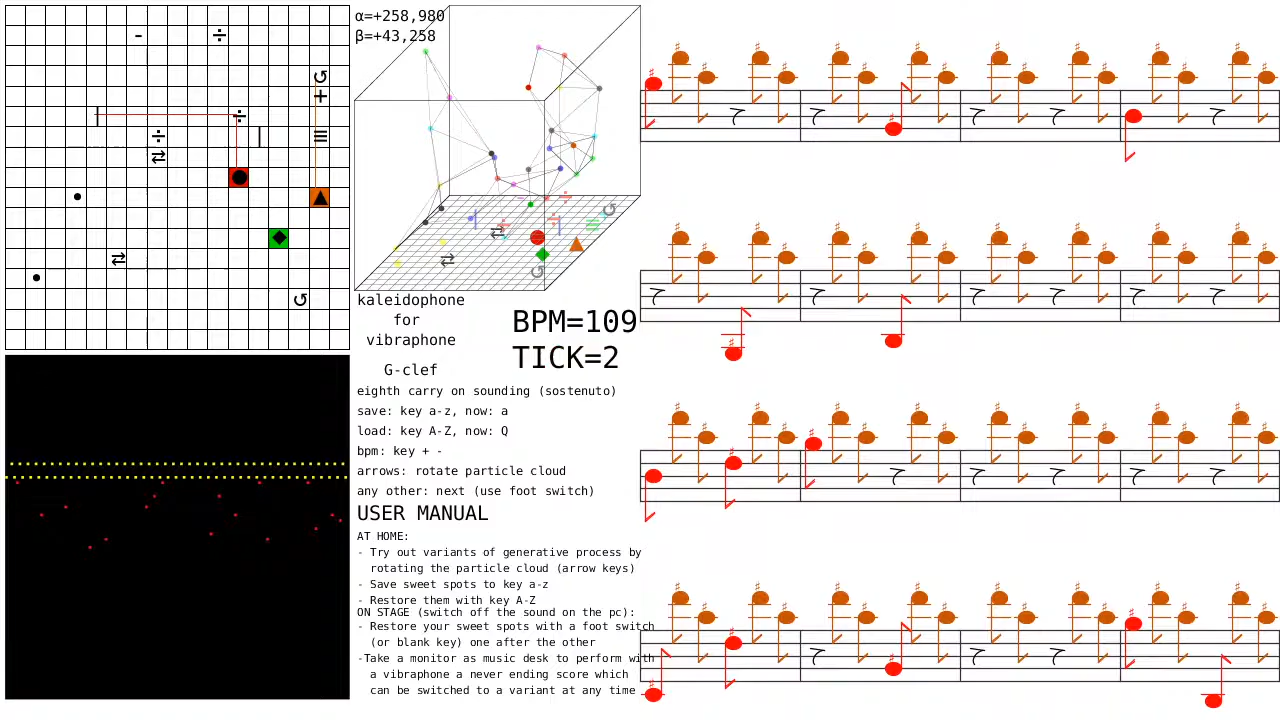 α=+258,980
β=+43,258
kaleidophone
for
vibraphone
BPM=109
TICK=2
G-clef
eighth carry on sounding (sostenuto)
save: key a-z, now: a
load: key A-Z, now: Q
bpm: key + -
arrows: rotate particle cloud
any other: next (use foot switch)
USER MANUAL
AT HOME:
- Try out variants of generative process by
rotating the particle cloud (arrow keys)
- Save sweet spots to key a-z
- Restore them with key A-Z
ON STAGE (switch off the sound on the pc):
- Restore your sweet spots with a foot switch
(or blank key) one after the other
-Take a monitor as music desk to perform with
a vibraphone a never ending score which
can be switched to a variant at any time